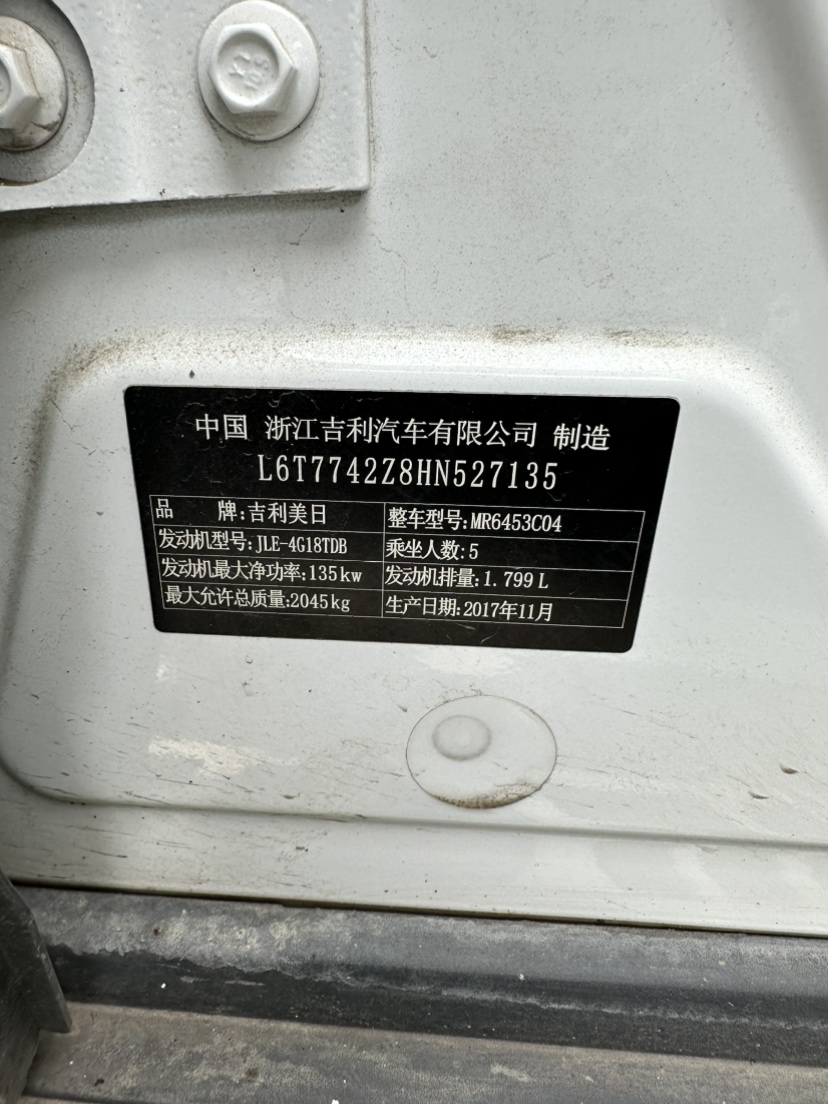 中国 浙江吉利汽车有限公司 制造
L6T7742Z8HN527135
品 牌:吉利美日 整车型号:MR6453C04
发动机型号:JLE-4G18TDB 乘坐人数:5
发动机最大净功率:135kw 发动机排量:1.799L
最大允许总质量:2045kg 生产日期:2017年11月